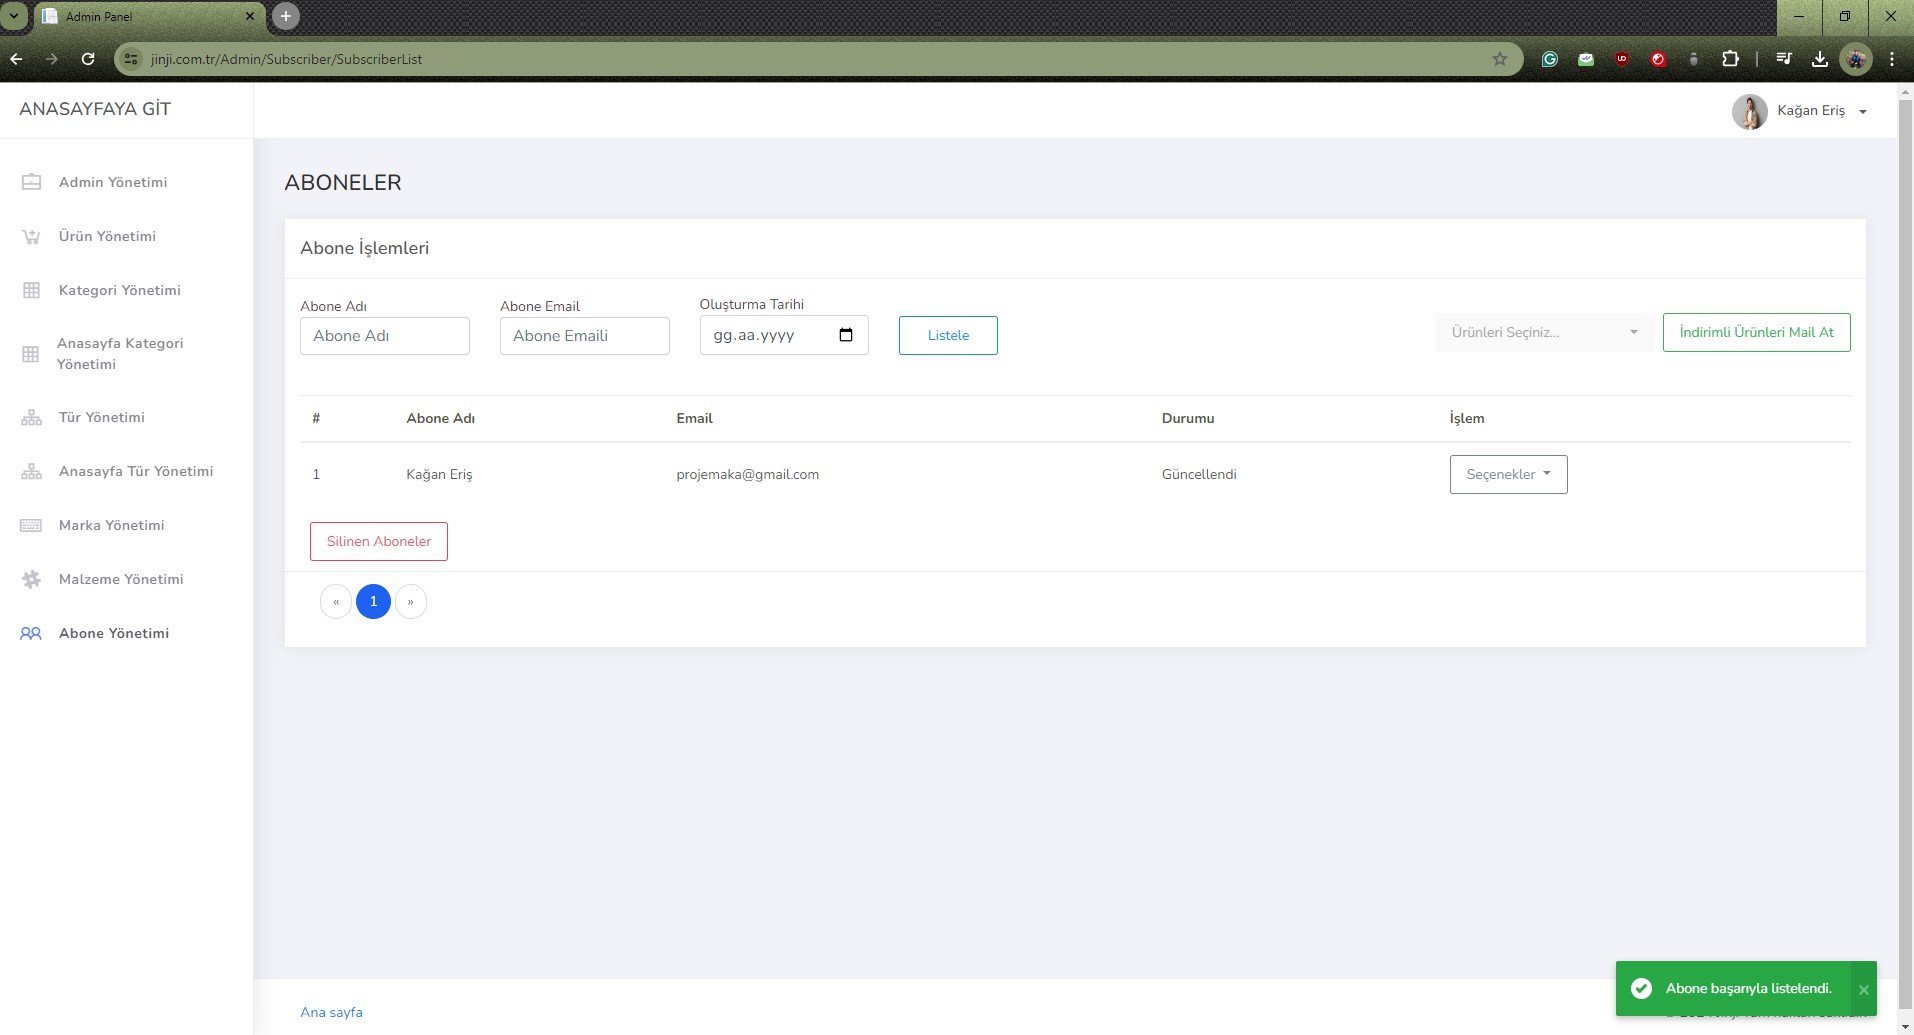 Admin Panel
jinji.com.tr/Admin/Subscriber/SubscriberList
ANASAYFAYA GİT
Kağan Eriş
Admin Yönetimi
Ürün Yönetimi
Kategori Yönetimi
Anasayfa Kategori
Yönetimi
Tür Yönetimi
Anasayfa Tür Yönetimi
Marka Yönetimi
Malzeme Yönetimi
Abone Yönetimi
ABONELER
Abone İşlemleri
Abone Adı
Abone Adı
Abone Email
Abone Emaili
Oluşturma Tarihi
gg.aa.yyyy
Listele
Ürünleri Seçiniz...
İndirimli Ürünleri Mail At
# Abone Adı Email Durumu İşlem
1 Kağan Eriş projemaka@gmail.com Güncellendi Seçenekler
Silinen Aboneler
« 1 »
Ana sayfa
Abone başarıyla listelendi.